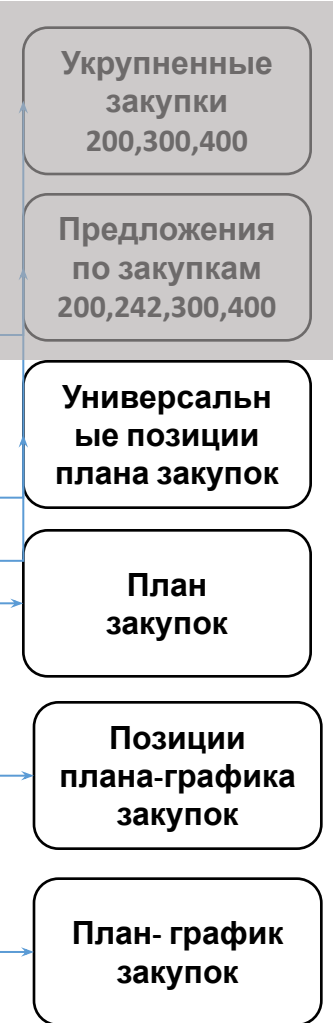 Укрупненные
закупки
200,300,400
Предложения
по закупкам
200,242,300,400
Универсальн
ые позиции
плана закупок
План
закупок
Позиции
плана-графика
закупок
План- график
закупок